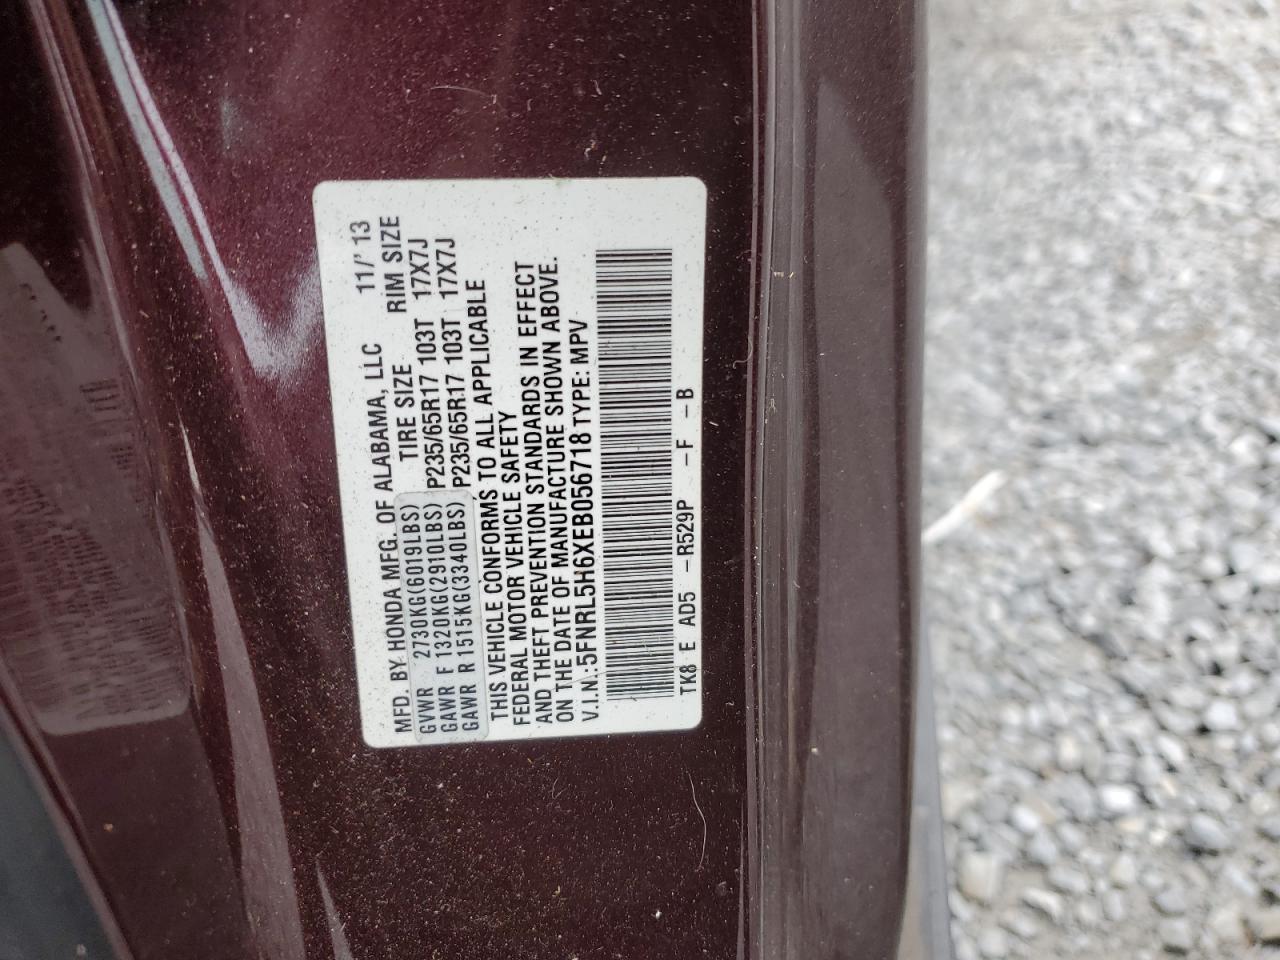 MFD. BY HONDA MFG. OF ALABAMA, LLC 11/'13
GVWR 2730KG(6019LBS) TIRE SIZE RIM SIZE
GAWR F 1320KG(2910LBS) P235/65R17 103T 17X7J
GAWR R 1515KG(3340LBS) P235/65R17 103T 17X7J
THIS VEHICLE CONFORMS TO ALL APPLICABLE
FEDERAL MOTOR VEHICLE SAFETY
AND THEFT PREVENTION STANDARDS IN EFFECT
ON THE DATE OF MANUFACTURE SHOWN ABOVE.
V.I.N.:5FNRL5H6XEB056718 TYPE: MPV
TK8 E AD5 -R529P -F -B